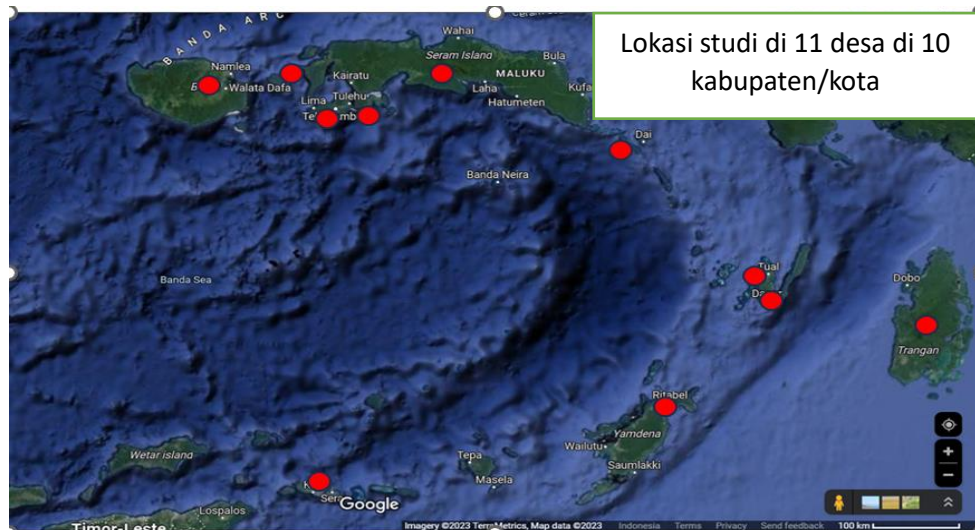 BANDA ARC
Lokasi studi di 11 desa di 10
kabupaten/kota
Wahai
Seram Island
Bula
Namlea
Walata Dafa
Kairatu
MALUKU
Lima
Tulehu
Laha
Kufa
Hatumeten
Dai
Banda Neira
Banda Sea
Tual
Dobo
Trangan
Ritabel
Yamdena
Wailutu
Saumlakki
Wetar island
Tepa
Masela
Google
Lospalos
Timor-Leste
Imagery ©2023 TerraMetrics, Map data ©2023
Indonesia
Terms
Privacy
Send feedback
100 km